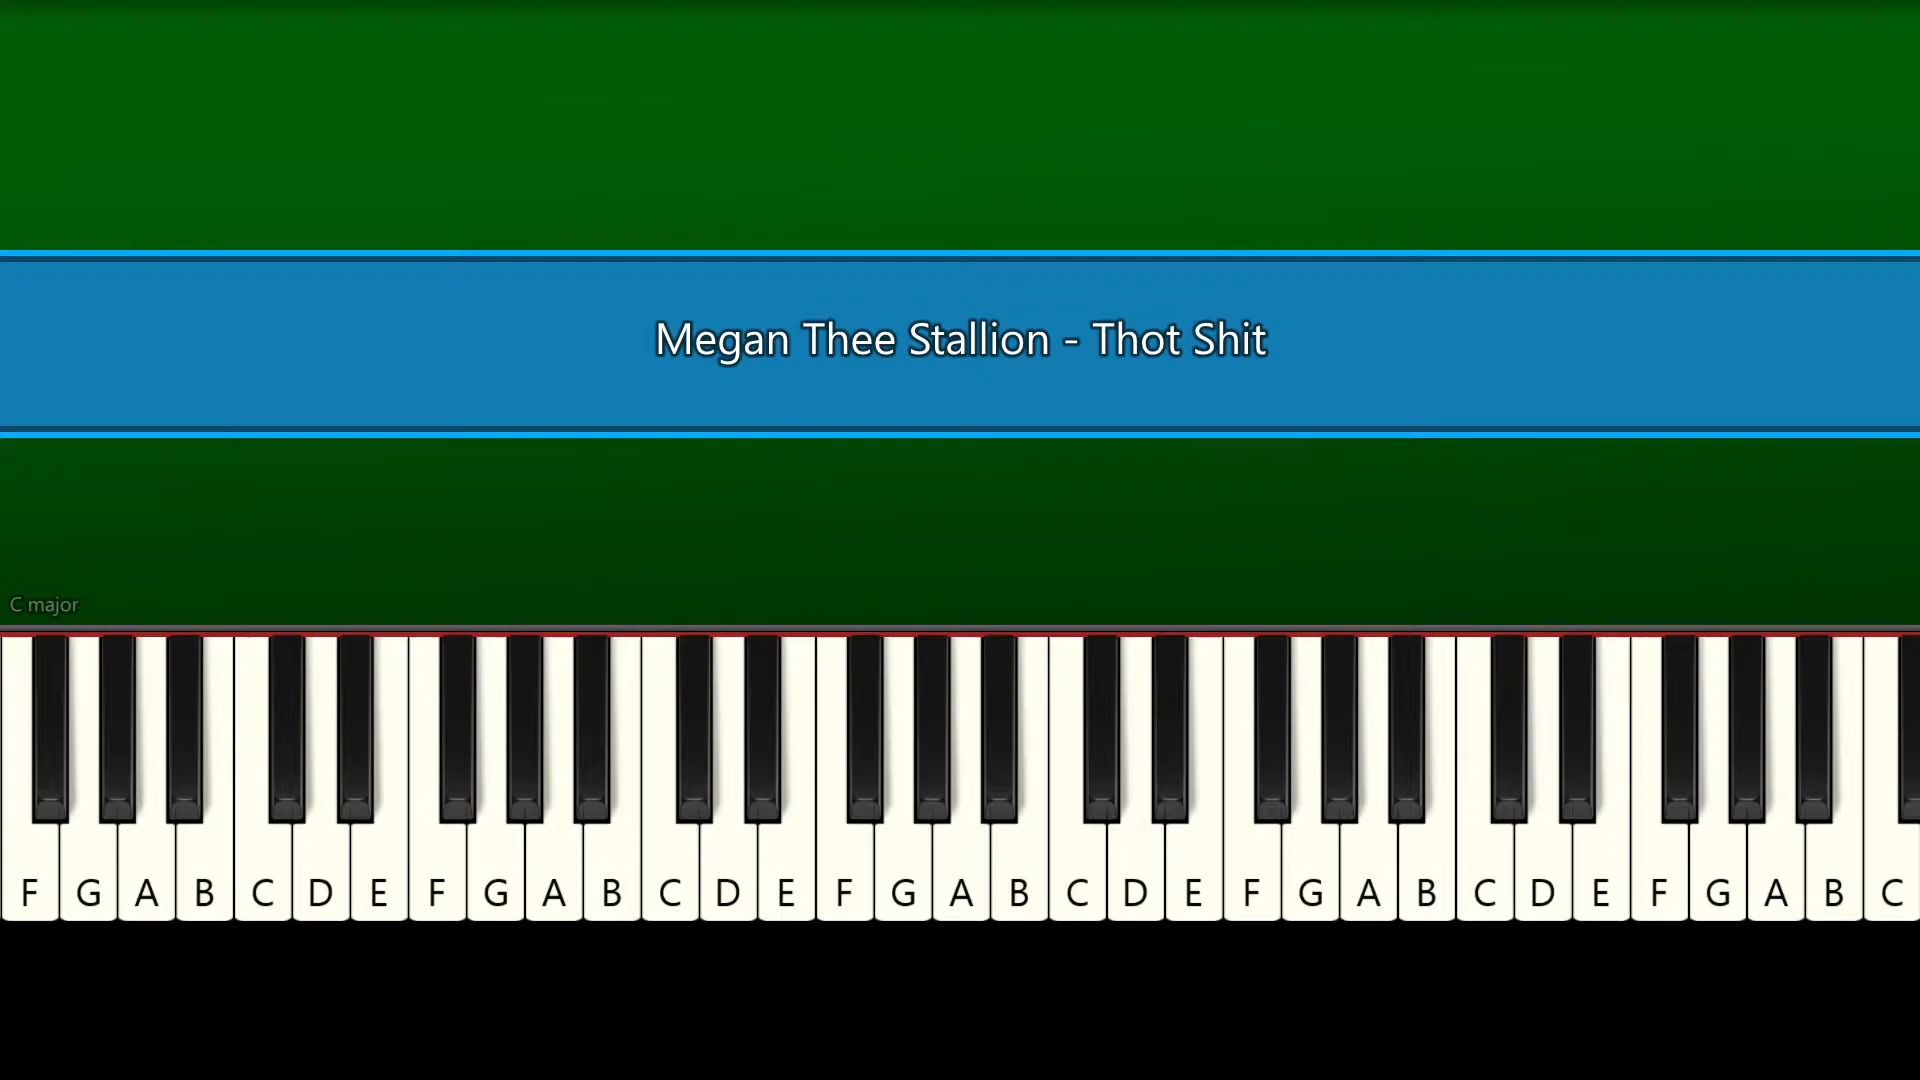 Megan Thee Stallion - Thot Shit
C major
F G A B C D E F G A B C D E F G A B C D E F G A B C D E F G A B C